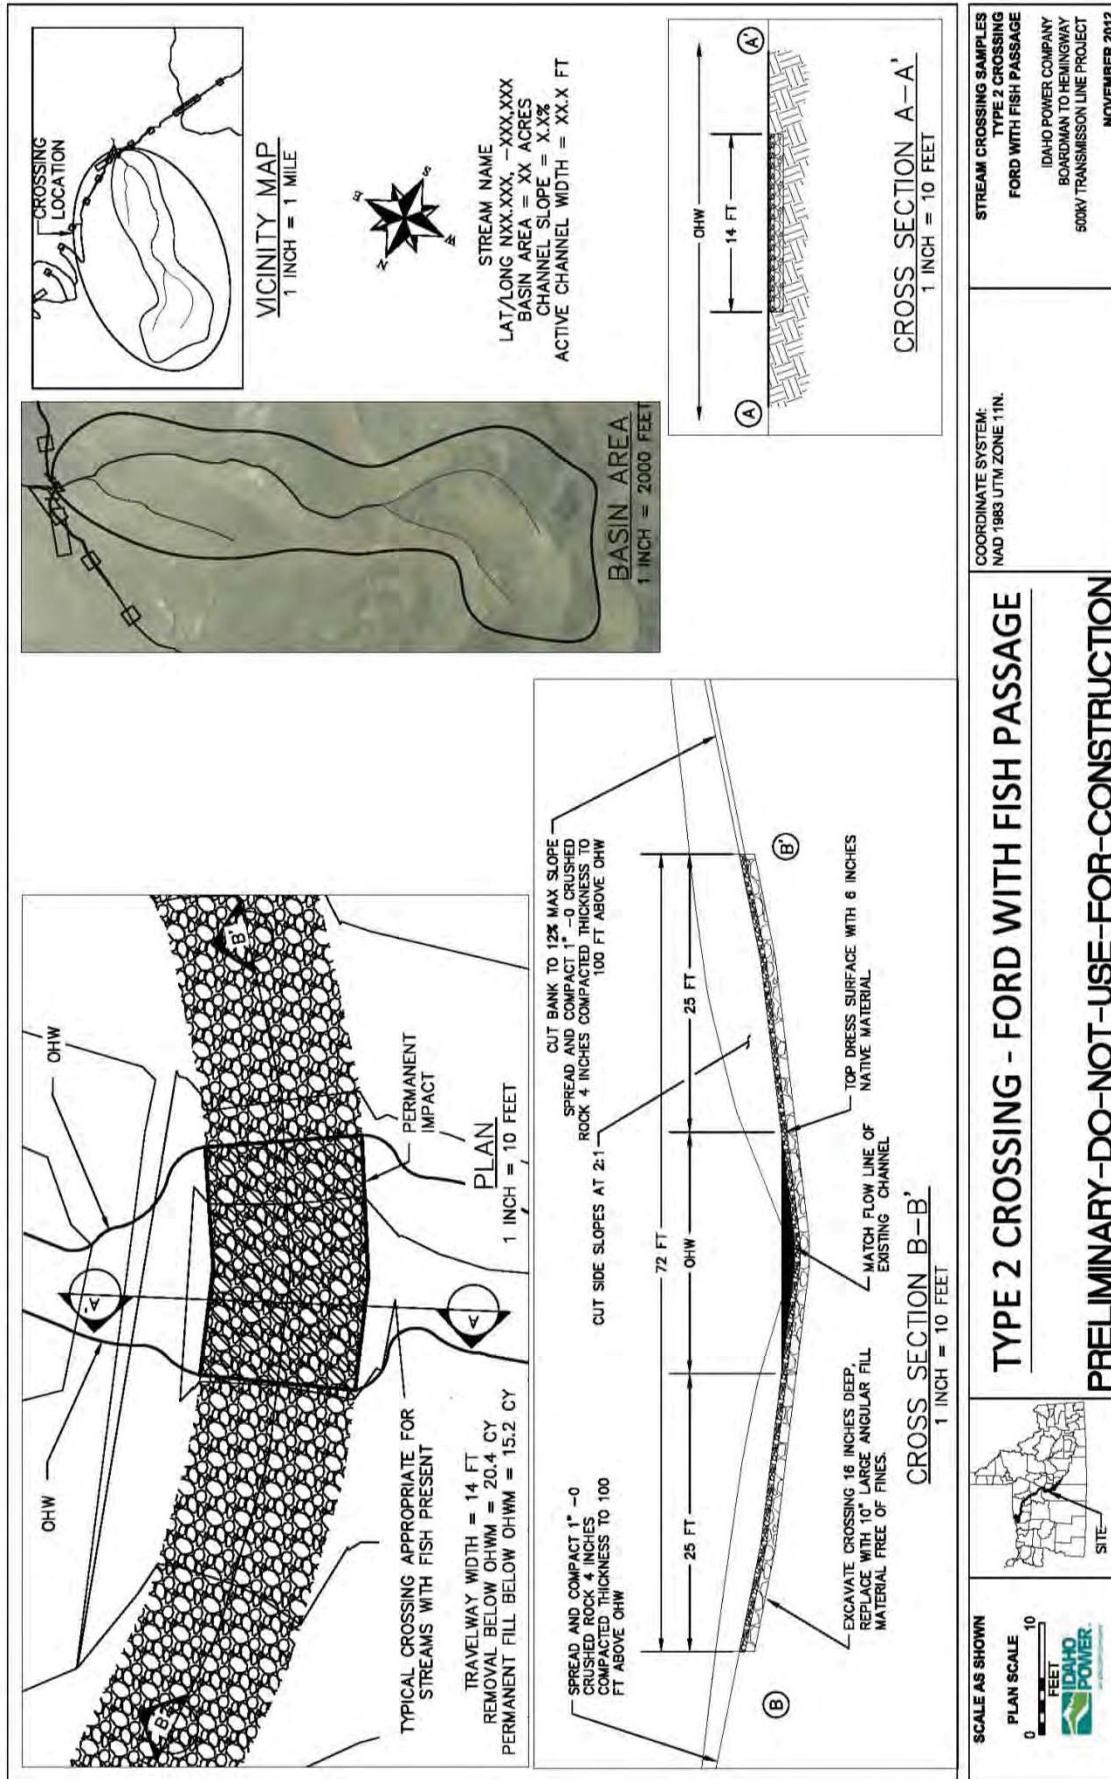 OHW
OHW
A'
B'
B'
A
PERMANENT
IMPACT
TYPICAL CROSSING APPROPRIATE FOR
STREAMS WITH FISH PRESENT
TRAVELWAY WIDTH = 14 FT
REMOVAL BELOW OHWM = 20.4 CY
PERMANENT FILL BELOW OHWM = 15.2 CY
PLAN
1 INCH = 10 FEET
BASIN AREA
1 INCH = 2000 FEET
CROSSING
LOCATION
VICINITY MAP
1 INCH = 1 MILE
N
E
S
W
STREAM NAME
LAT/LONG NXX.XXX, -XXX.XXX
BASIN AREA = XX ACRES
CHANNEL SLOPE = X.X%
ACTIVE CHANNEL WIDTH = XX.X FT
SPREAD AND COMPACT 1" -0
CRUSHED ROCK 4 INCHES
COMPACTED THICKNESS TO 100
FT ABOVE OHW
CUT BANK TO 12% MAX SLOPE
SPREAD AND COMPACT 1" -0 CRUSHED
ROCK 4 INCHES COMPACTED THICKNESS TO
100 FT ABOVE OHW
CUT SIDE SLOPES AT 2:1
72 FT
25 FT
OHW
25 FT
B
B'
EXCAVATE CROSSING 16 INCHES DEEP,
REPLACE WITH 10" LARGE ANGULAR FILL
MATERIAL FREE OF FINES.
MATCH FLOW LINE OF
EXISTING CHANNEL
TOP DRESS SURFACE WITH 6 INCHES
NATIVE MATERIAL
CROSS SECTION B-B'
1 INCH = 10 FEET
OHW
14 FT
A
A'
CROSS SECTION A-A'
1 INCH = 10 FEET
SCALE AS SHOWN
PLAN SCALE
0 10
FEET
IDAHO
POWER.
SITE
TYPE 2 CROSSING - FORD WITH FISH PASSAGE
PRELIMINARY-DO-NOT-USE-FOR-CONSTRUCTION
COORDINATE SYSTEM:
NAD 1983 UTM ZONE 11N.
STREAM CROSSING SAMPLES
TYPE 2 CROSSING
FORD WITH FISH PASSAGE
IDAHO POWER COMPANY
BOARDMAN TO HEMINGWAY
500kV TRANSMISSON LINE PROJECT
NOVEMBER 2012